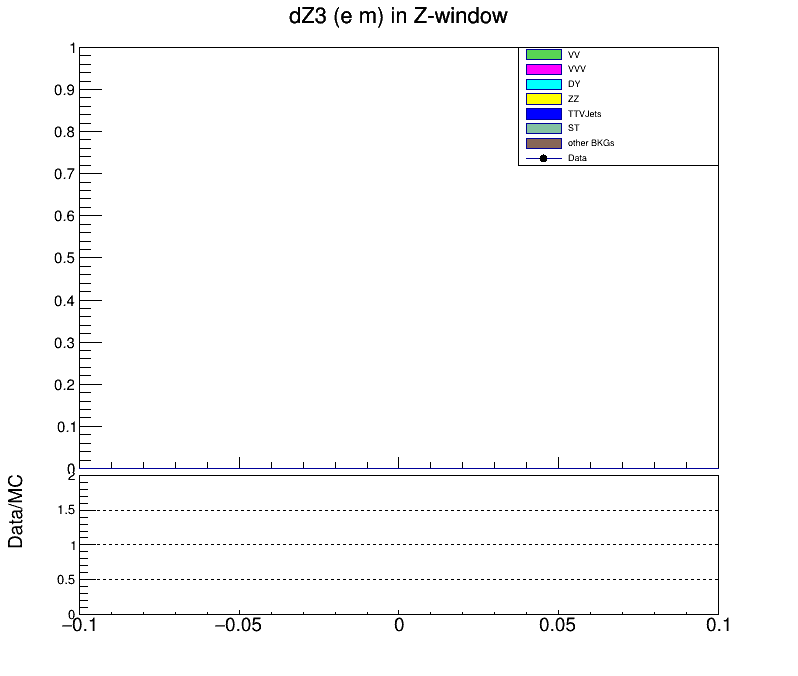 dZ3 (e m) in Z-window
1
0.9
0.8
0.7
0.6
0.5
0.4
0.3
0.2
0.1
0
VV
VVV
DY
ZZ
TTVJets
ST
other BKGs
Data
Data/MC
2
1.5
1
0.5
0
−0.1 −0.05 0 0.05 0.1